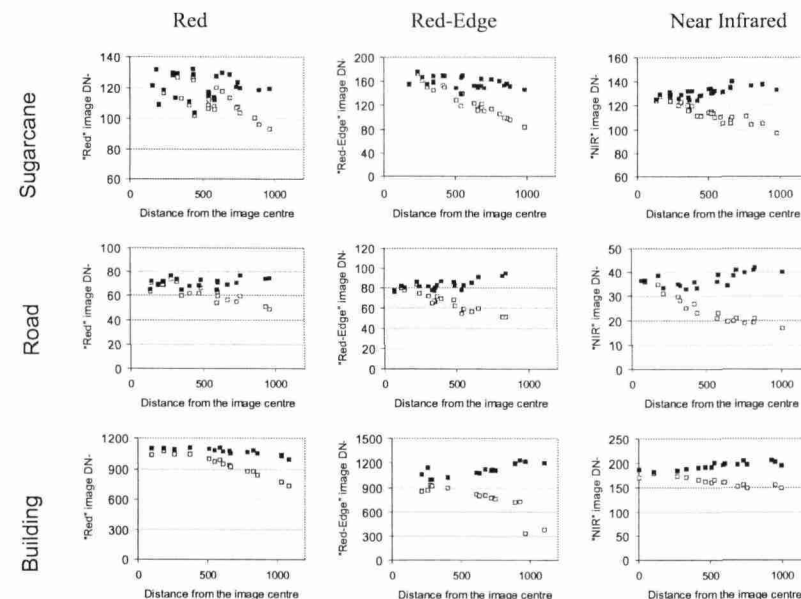 Red Red-Edge Near Infrared
Sugarcane
"Red" image DN-
140
120
100
80
60
0 500 1000
Distance from the image centre
"Red-Edge" image DN-
200
160
120
80
40
0
0 500 1000
Distance from the image centre
"NIR" image DN-
160
140
120
100
80
60
0 500 1000
Distance from the image centre
Road
"Red" image DN-
100
80
60
40
20
0
0 500 1000
Distance from the image centre
"Red-Edge" image DN-
120
100
80
60
40
20
0
0 500 1000
Distance from the image centre
"NIR" image DN-
50
40
30
20
10
0
0 500 1000
Distance from the image centre
Building
"Red" image DN-
1200
900
600
300
0
0 500 1000
Distance from the image centre
"Red-Edge" image DN-
1500
1200
900
600
300
0
0 500 1000
Distance from the image centre
"NIR" image DN-
250
200
150
100
50
0
0 500 1000
Distance from the image centre